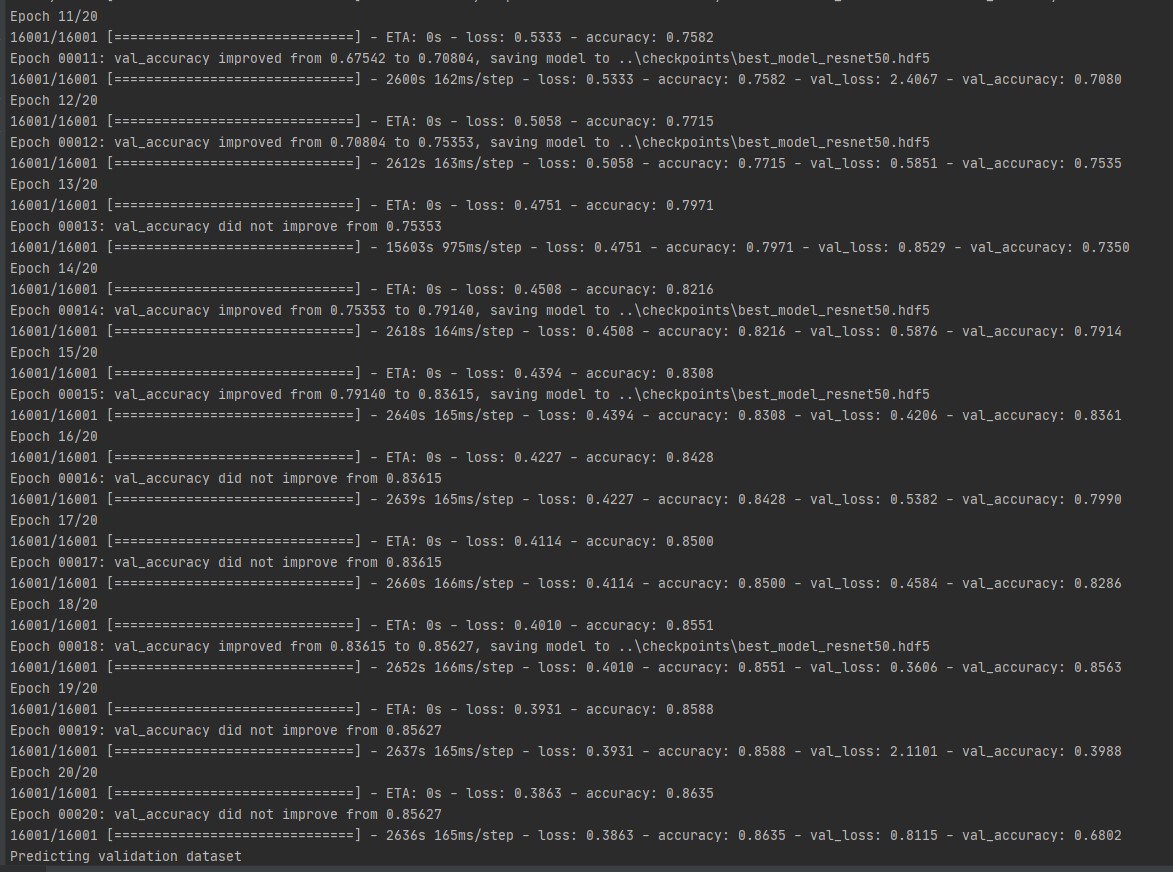 Epoch 11/20
16001/16001 [==============================] - ETA: 0s - loss: 0.5333 - accuracy: 0.7582
Epoch 00011: val_accuracy improved from 0.67542 to 0.70804, saving model to ..\checkpoints\best_model_resnet50.hdf5
16001/16001 [==============================] - 2600s 162ms/step - loss: 0.5333 - accuracy: 0.7582 - val_loss: 2.4067 - val_accuracy: 0.7080
Epoch 12/20
16001/16001 [==============================] - ETA: 0s - loss: 0.5058 - accuracy: 0.7715
Epoch 00012: val_accuracy improved from 0.70804 to 0.75353, saving model to ..\checkpoints\best_model_resnet50.hdf5
16001/16001 [==============================] - 2612s 163ms/step - loss: 0.5058 - accuracy: 0.7715 - val_loss: 0.5851 - val_accuracy: 0.7535
Epoch 13/20
16001/16001 [==============================] - ETA: 0s - loss: 0.4751 - accuracy: 0.7971
Epoch 00013: val_accuracy did not improve from 0.75353
16001/16001 [==============================] - 15603s 975ms/step - loss: 0.4751 - accuracy: 0.7971 - val_loss: 0.8529 - val_accuracy: 0.7350
Epoch 14/20
16001/16001 [==============================] - ETA: 0s - loss: 0.4508 - accuracy: 0.8216
Epoch 00014: val_accuracy improved from 0.75353 to 0.79140, saving model to ..\checkpoints\best_model_resnet50.hdf5
16001/16001 [==============================] - 2618s 164ms/step - loss: 0.4508 - accuracy: 0.8216 - val_loss: 0.5876 - val_accuracy: 0.7914
Epoch 15/20
16001/16001 [==============================] - ETA: 0s - loss: 0.4394 - accuracy: 0.8308
Epoch 00015: val_accuracy improved from 0.79140 to 0.83615, saving model to ..\checkpoints\best_model_resnet50.hdf5
16001/16001 [==============================] - 2640s 165ms/step - loss: 0.4394 - accuracy: 0.8308 - val_loss: 0.4206 - val_accuracy: 0.8361
Epoch 16/20
16001/16001 [==============================] - ETA: 0s - loss: 0.4227 - accuracy: 0.8428
Epoch 00016: val_accuracy did not improve from 0.83615
16001/16001 [==============================] - 2639s 165ms/step - loss: 0.4227 - accuracy: 0.8428 - val_loss: 0.5382 - val_accuracy: 0.7990
Epoch 17/20
16001/16001 [==============================] - ETA: 0s - loss: 0.4114 - accuracy: 0.8500
Epoch 00017: val_accuracy did not improve from 0.83615
16001/16001 [==============================] - 2660s 166ms/step - loss: 0.4114 - accuracy: 0.8500 - val_loss: 0.4584 - val_accuracy: 0.8286
Epoch 18/20
16001/16001 [==============================] - ETA: 0s - loss: 0.4010 - accuracy: 0.8551
Epoch 00018: val_accuracy improved from 0.83615 to 0.85627, saving model to ..\checkpoints\best_model_resnet50.hdf5
16001/16001 [==============================] - 2652s 166ms/step - loss: 0.4010 - accuracy: 0.8551 - val_loss: 0.3606 - val_accuracy: 0.8563
Epoch 19/20
16001/16001 [==============================] - ETA: 0s - loss: 0.3931 - accuracy: 0.8588
Epoch 00019: val_accuracy did not improve from 0.85627
16001/16001 [==============================] - 2637s 165ms/step - loss: 0.3931 - accuracy: 0.8588 - val_loss: 2.1101 - val_accuracy: 0.3988
Epoch 20/20
16001/16001 [==============================] - ETA: 0s - loss: 0.3863 - accuracy: 0.8635
Epoch 00020: val_accuracy did not improve from 0.85627
16001/16001 [==============================] - 2636s 165ms/step - loss: 0.3863 - accuracy: 0.8635 - val_loss: 0.8115 - val_accuracy: 0.6802
Predicting validation dataset